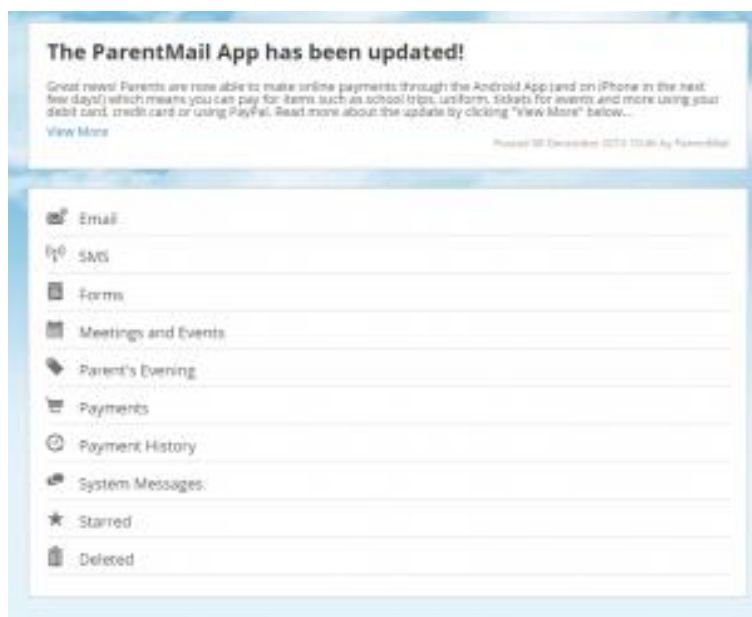 The ParentMail App has been updated!
Great news! Parents are now able to make online payments through the Android App (and on iPhone in the next
few days!) which means you can pay for items such as school trips, uniform, tickets for events and more using your
debit card, credit card or using PayPal. Read more about the update by clicking "View More" below...
View More
Posted December by ParentMail
Email
SMS
Forms
Meetings and Events
Parent's Evening
Payments
Payment History
System Messages
Starred
Deleted